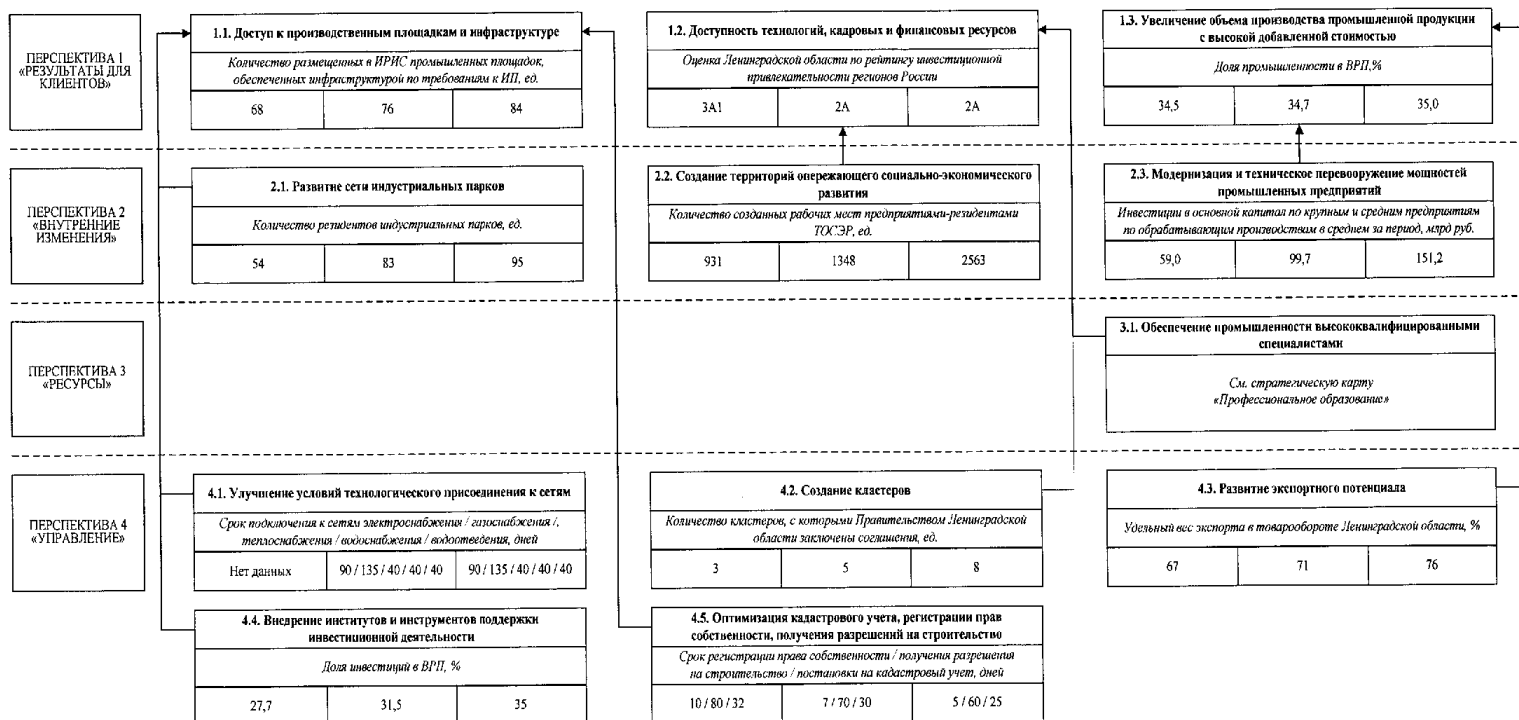 ПЕРСПЕКТИВА 1
«РЕЗУЛЬТАТЫ ДЛЯ
КЛИЕНТОВ»
1.1. Доступ к производственным площадкам и инфраструктуре
Количество размещенных в ИРИС промышленных площадок,
обеспеченных инфраструктурой по требованиям к ИП, ед.
68 76 84
1.2. Доступность технологий, кадровых и финансовых ресурсов
Оценка Ленинградской области по рейтингу инвестиционной
привлекательности регионов России
3А1 2А 2А
1.3. Увеличение объема производства промышленной продукции
с высокой добавленной стоимостью
Доля промышленности в ВРП,%
34,5 34,7 35,0
ПЕРСПЕКТИВА 2
«ВНУТРЕННИЕ
ИЗМЕНЕНИЯ»
2.1. Развитие сети индустриальных парков
Количество резидентов индустриальных парков, ед.
54 83 95
2.2. Создание территорий опережающего социально-экономического
развития
Количество созданных рабочих мест предприятиями-резидентами
ТОСЭР, ед.
931 1348 2563
2.3. Модернизация и техническое перевооружение мощностей
промышленных предприятий
Инвестиции в основной капитал по крупным и средним предприятиям
по обрабатывающим производствам в среднем за период, млрд руб.
59,0 99,7 151,2
ПЕРСПЕКТИВА 3
«РЕСУРСЫ»
3.1. Обеспечение промышленности высококвалифицированными
специалистами
См. стратегическую карту
«Профессиональное образование»
ПЕРСПЕКТИВА 4
«УПРАВЛЕНИЕ»
4.1. Улучшение условий технологического присоединения к сетям
Срок подключения к сетям электроснабжения / газоснабжения /,
теплоснабжения / водоснабжения / водоотведения, дней
Нет данных 90 / 135 / 40 / 40 / 40 90 / 135 / 40 / 40 / 40
4.2. Создание кластеров
Количество кластеров, с которыми Правительством Ленинградской
области заключены соглашения, ед.
3 5 8
4.3. Развитие экспортного потенциала
Удельный вес экспорта в товарообороте Ленинградской области, %
67 71 76
4.4. Внедрение институтов и инструментов поддержки
инвестиционной деятельности
Доля инвестиций в ВРП, %
27,7 31,5 35
4.5. Оптимизация кадастрового учета, регистрации прав
собственности, получения разрешений на строительство
Срок регистрации права собственности / получения разрешения
на строительство / постановки на кадастровый учет, дней
10 / 80 / 32 7 / 70 / 30 5 / 60 / 25